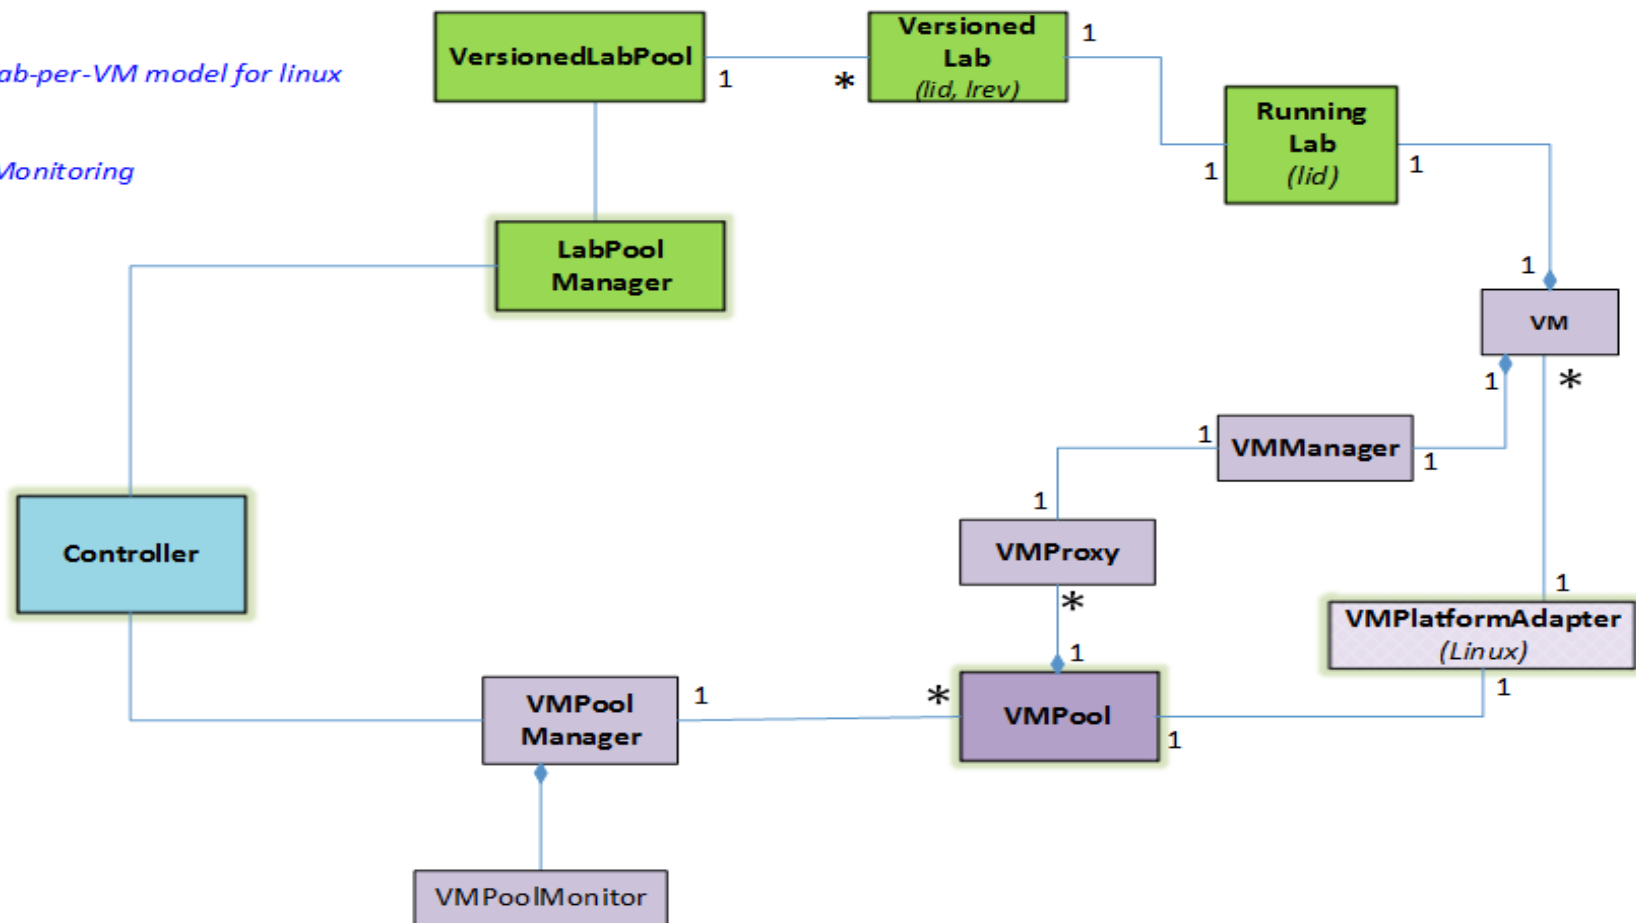 VersionedLabPool
1
*
Versioned
Lab
(lid, lrev)
1
ab-per-VM model for linux
Running
Lab
(lid)
1
1
Monitoring
LabPool
Manager
1
VM
1
*
1
VMManager
1
1
VMProxy
*
Controller
1
VMPlatformAdapter
(Linux)
1
1
VMPool
Manager
1
*
VMPool
1
VMPoolMonitor